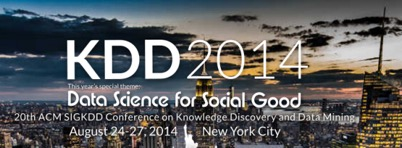 KDD2014
This year's special theme:
Data Science for Social Good
20th ACM SIGKDD Conference on Knowledge Discovery and Data Mining
August 24-27, 2014 | New York City